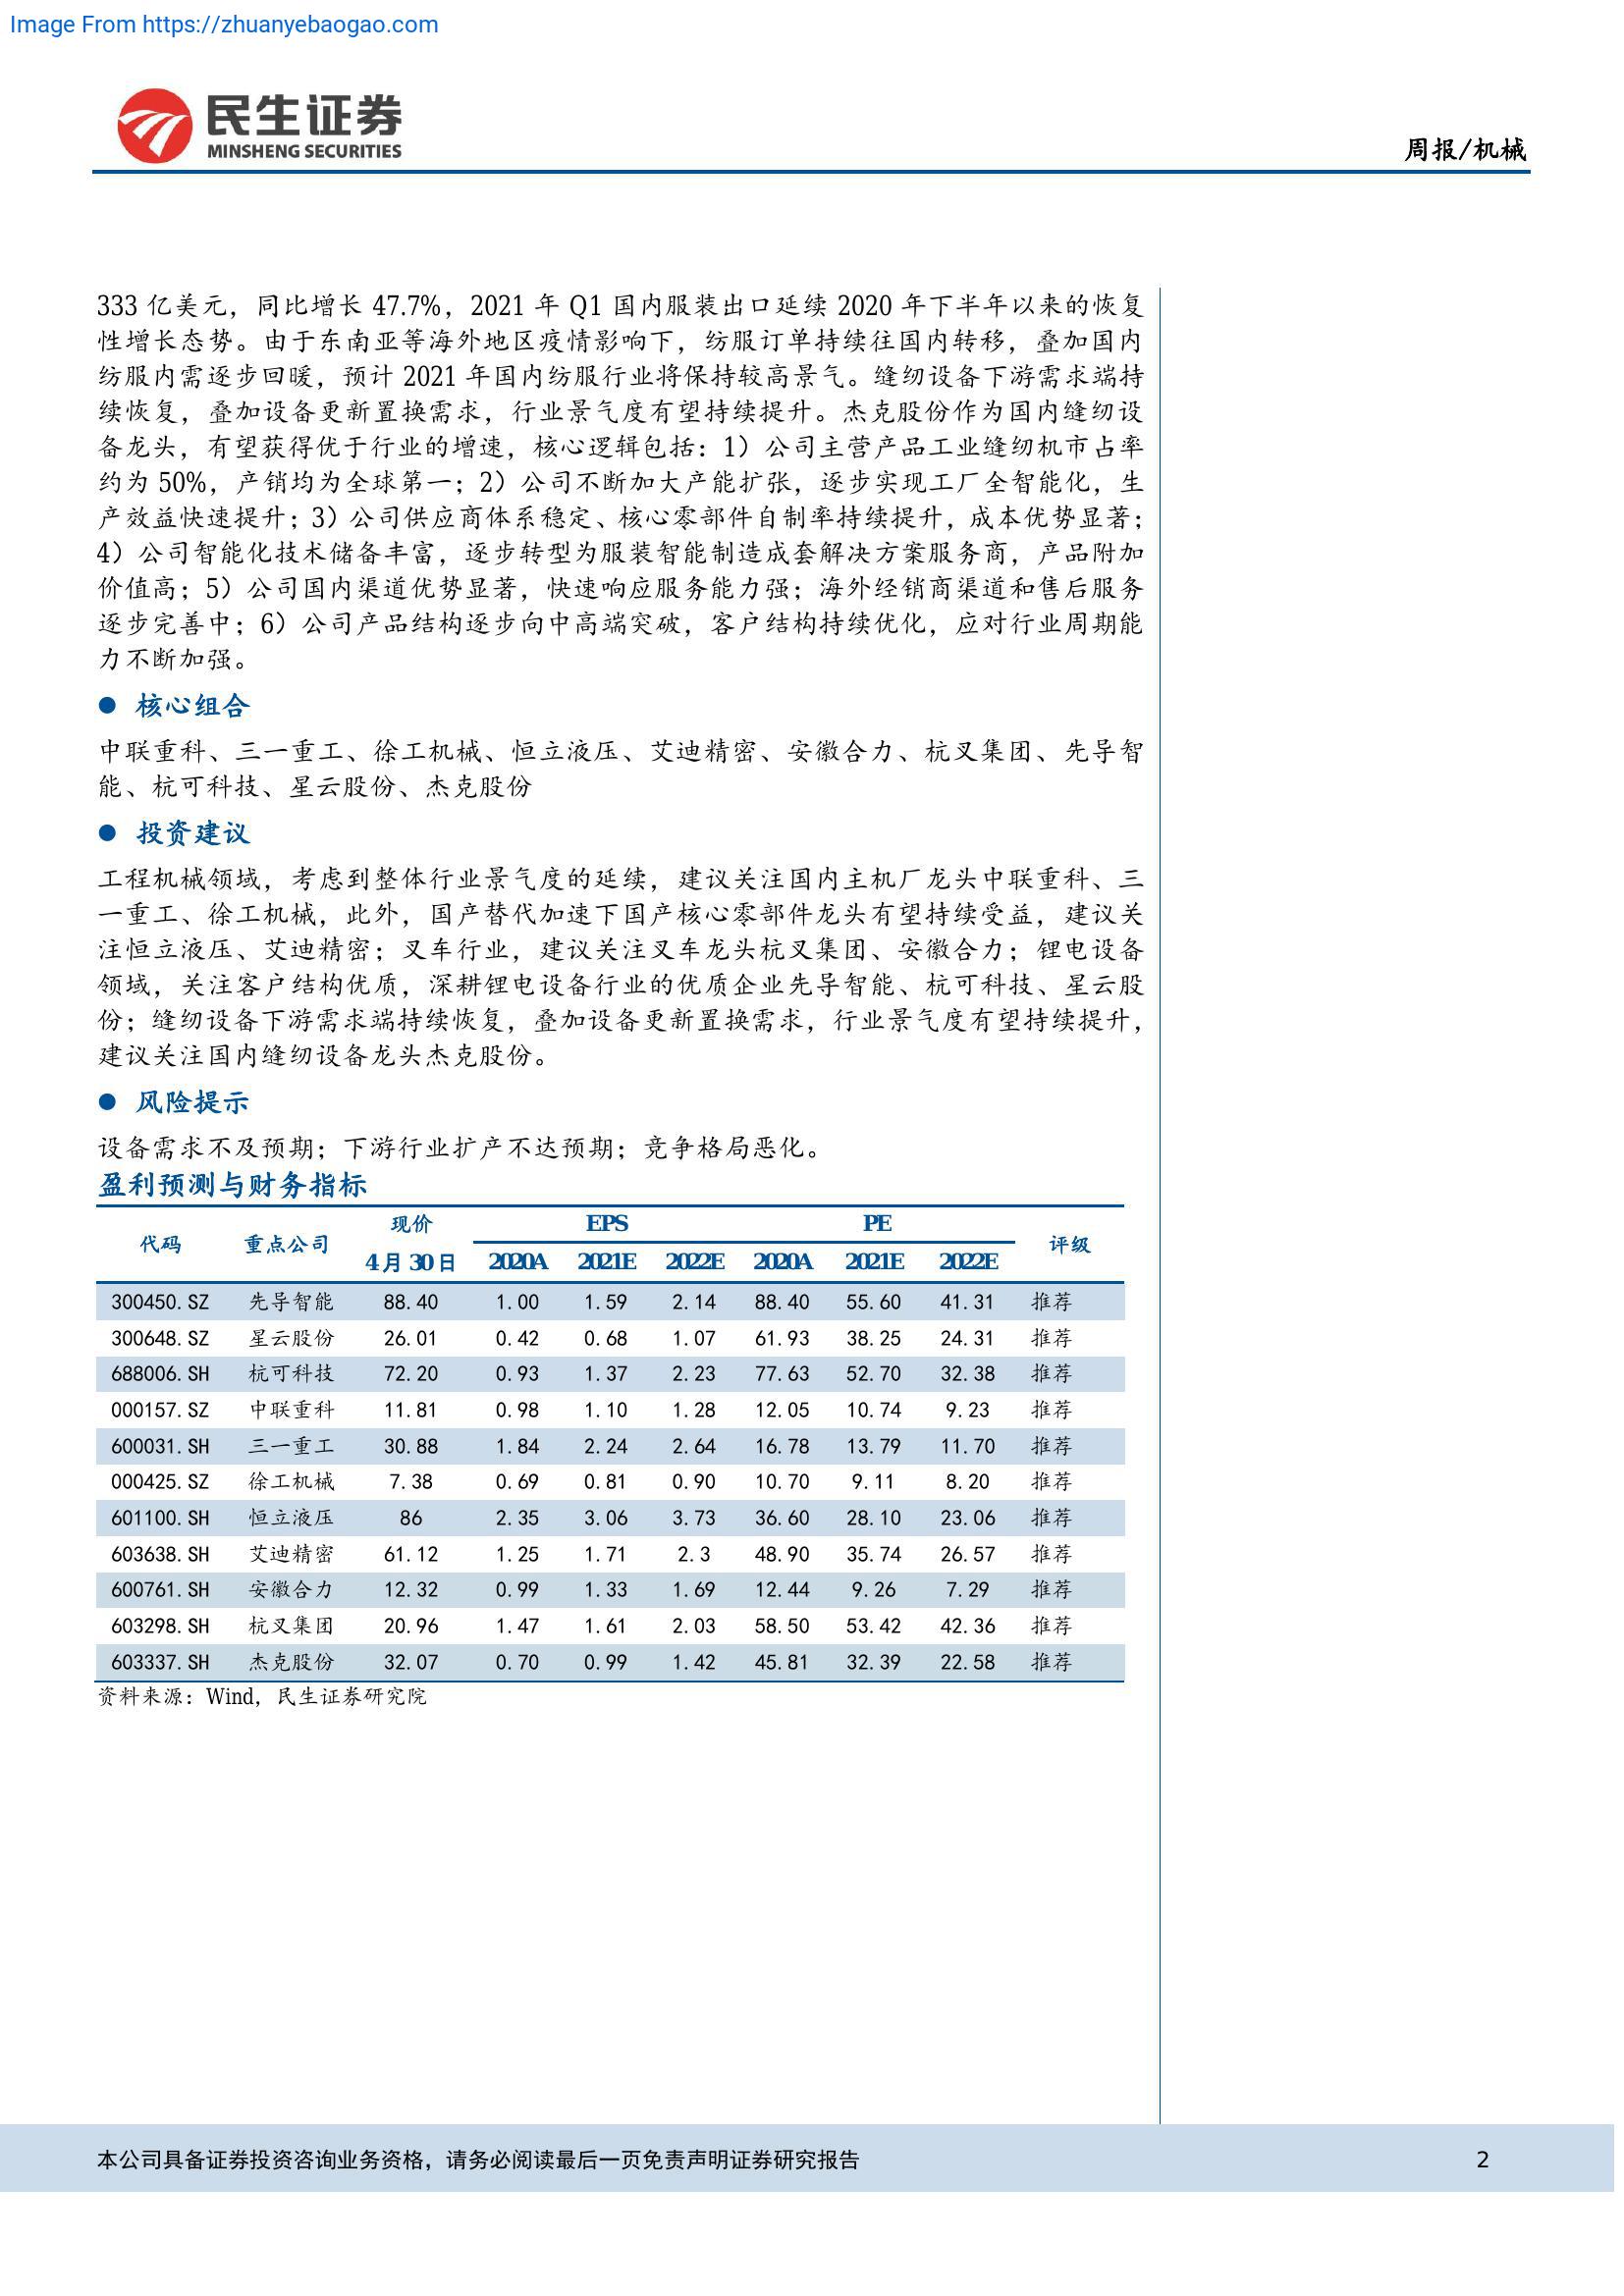 Image From https://zhuanyebaogao.com
民生证券
MINSHENG SECURITIES
周报/机械
333 亿美元，同比增长 47.7%，2021 年 Q1 国内服装出口延续 2020 年下半年以来的恢复
性增长态势。由于东南亚等海外地区疫情影响下，纺服订单持续往国内转移，叠加国内
纺服内需逐步回暖，预计 2021 年国内纺服行业将保持较高景气。缝纫设备下游需求端持
续恢复，叠加设备更新置换需求，行业景气度有望持续提升。杰克股份作为国内缝纫设
备龙头，有望获得优于行业的增速，核心逻辑包括：1）公司主营产品工业缝纫机市占率
约为 50%，产销均为全球第一；2）公司不断加大产能扩张，逐步实现工厂全智能化，生
产效益快速提升；3）公司供应商体系稳定、核心零部件自制率持续提升，成本优势显著；
4）公司智能化技术储备丰富，逐步转型为服装智能制造成套解决方案服务商，产品附加
价值高；5）公司国内渠道优势显著，快速响应服务能力强；海外经销商渠道和售后服务
逐步完善中；6）公司产品结构逐步向中高端突破，客户结构持续优化，应对行业周期能
力不断加强。
● 核心组合
中联重科、三一重工、徐工机械、恒立液压、艾迪精密、安徽合力、杭叉集团、先导智
能、杭可科技、星云股份、杰克股份
● 投资建议
工程机械领域，考虑到整体行业景气度的延续，建议关注国内主机厂龙头中联重科、三
一重工、徐工机械，此外，国产替代加速下国产核心零部件龙头有望持续受益，建议关
注恒立液压、艾迪精密；叉车行业，建议关注叉车龙头杭叉集团、安徽合力；锂电设备
领域，关注客户结构优质，深耕锂电设备行业的优质企业先导智能、杭可科技、星云股
份；缝纫设备下游需求端持续恢复，叠加设备更新置换需求，行业景气度有望持续提升，
建议关注国内缝纫设备龙头杰克股份。
● 风险提示
设备需求不及预期；下游行业扩产不达预期；竞争格局恶化。
盈利预测与财务指标
代码 重点公司 现价 EPS PE 评级
4 月 30 日 2020A 2021E 2022E 2020A 2021E 2022E
300450.SZ 先导智能 88.40 1.00 1.59 2.14 88.40 55.60 41.31 推荐
300648.SZ 星云股份 26.01 0.42 0.68 1.07 61.93 38.25 24.31 推荐
688006.SH 杭可科技 72.20 0.93 1.37 2.23 77.63 52.70 32.38 推荐
000157.SZ 中联重科 11.81 0.98 1.10 1.28 12.05 10.74 9.23 推荐
600031.SH 三一重工 30.88 1.84 2.24 2.64 16.78 13.79 11.70 推荐
000425.SZ 徐工机械 7.38 0.69 0.81 0.90 10.70 9.11 8.20 推荐
601100.SH 恒立液压 86 2.35 3.06 3.73 36.60 28.10 23.06 推荐
603638.SH 艾迪精密 61.12 1.25 1.71 2.3 48.90 35.74 26.57 推荐
600761.SH 安徽合力 12.32 0.99 1.33 1.69 12.44 9.26 7.29 推荐
603298.SH 杭叉集团 20.96 1.47 1.61 2.03 58.50 53.42 42.36 推荐
603337.SH 杰克股份 32.07 0.70 0.99 1.42 45.81 32.39 22.58 推荐
资料来源：Wind，民生证券研究院
本公司具备证券投资咨询业务资格，请务必阅读最后一页免责声明证券研究报告 2